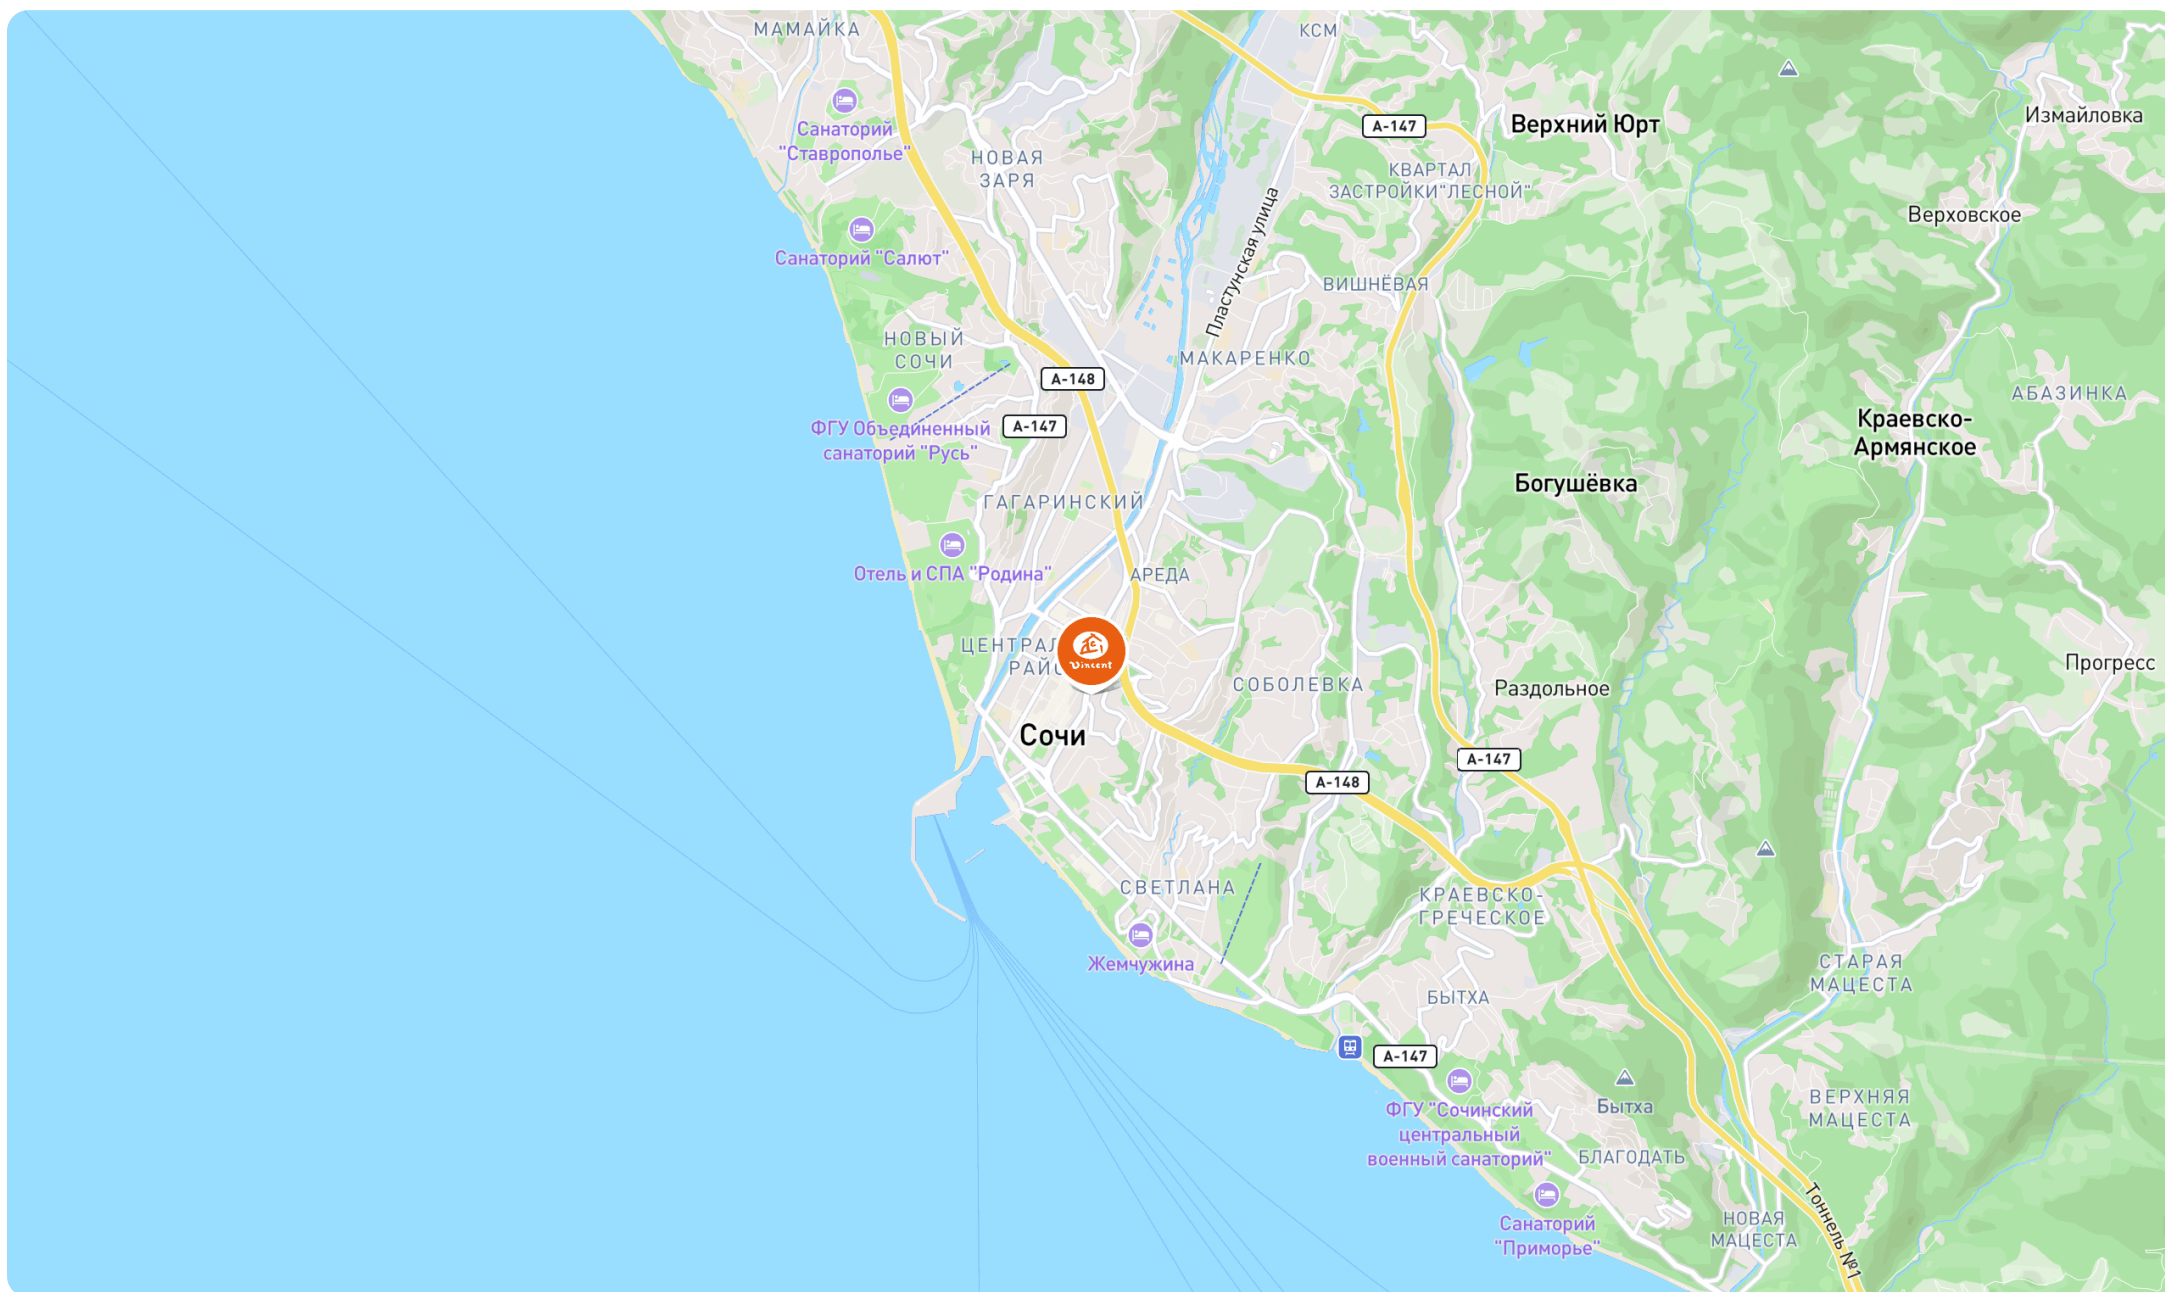 МАМАЙКА
КСМ
Санаторий
"Ставрополье"
НОВАЯ
ЗАРЯ
А-147
Верхний Юрт
Измайловка
КВАРТАЛ
ЗАСТРОЙКИ"ЛЕСНОЙ"
Верховское
Санаторий "Салют"
Пластунская улица
ВИШНЁВАЯ
НОВЫЙ
СОЧИ
МАКАРЕНКО
А-148
АБАЗИНКА
А-147
ФГУ Объединенный
санаторий "Русь"
Краевско-
Армянское
Богушёвка
ГАГАРИНСКИЙ
Отель и СПА "Родина"
АРЕДА
ЦЕНТРАЛ
РАЙО
Vincent
Прогресс
СОБОЛЕВКА
Раздольное
Сочи
А-147
А-148
СВЕТЛАНА
КРАЕВСКО-
ГРЕЧЕСКОЕ
Жемчужина
СТАРАЯ
МАЦЕСТА
БЫТХА
А-147
ФГУ "Сочинский
центральный
военный санаторий"
Бытха
ВЕРХНЯЯ
МАЦЕСТА
БЛАГОДАТЬ
Санаторий
"Приморье"
НОВАЯ
МАЦЕСТА
Тоннель №1